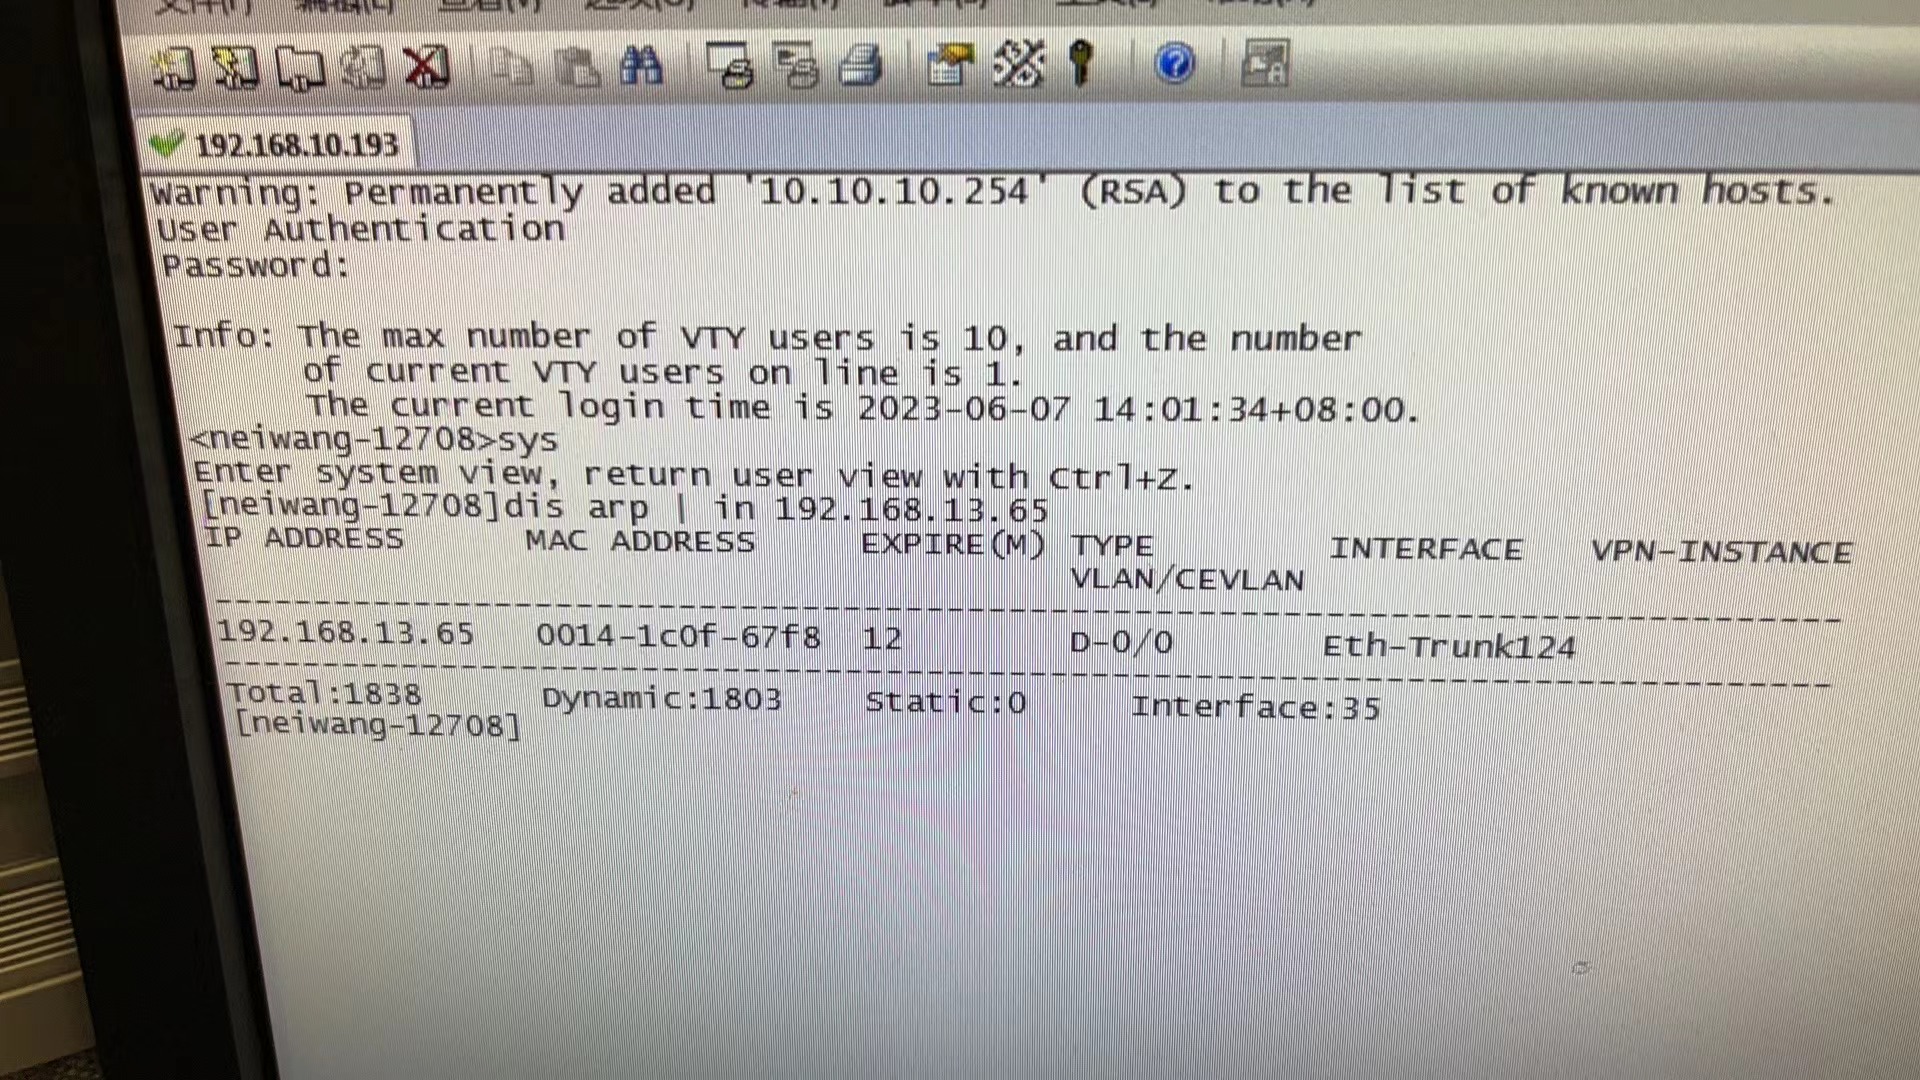 192.168.10.193
Warning: Permanently added '10.10.10.254' (RSA) to the list of known hosts.
User Authentication
Password:
Info: The max number of VTY users is 10, and the number
of current VTY users on line is 1.
The current login time is 2023-06-07 14:01:34+08:00.
<neiwang-12708>sys
Enter system view, return user view with Ctrl+Z.
[neiwang-12708]dis arp | in 192.168.13.65
IP ADDRESS MAC ADDRESS EXPIRE(M) TYPE INTERFACE VPN-INSTANCE
VLAN/CEVLAN
------------------------------------------------------------------------------
192.168.13.65 0014-1c0f-67f8 12 D-0/0 Eth-Trunk124
------------------------------------------------------------------------------
Total:1838 Dynamic:1803 Static:0 Interface:35
[neiwang-12708]